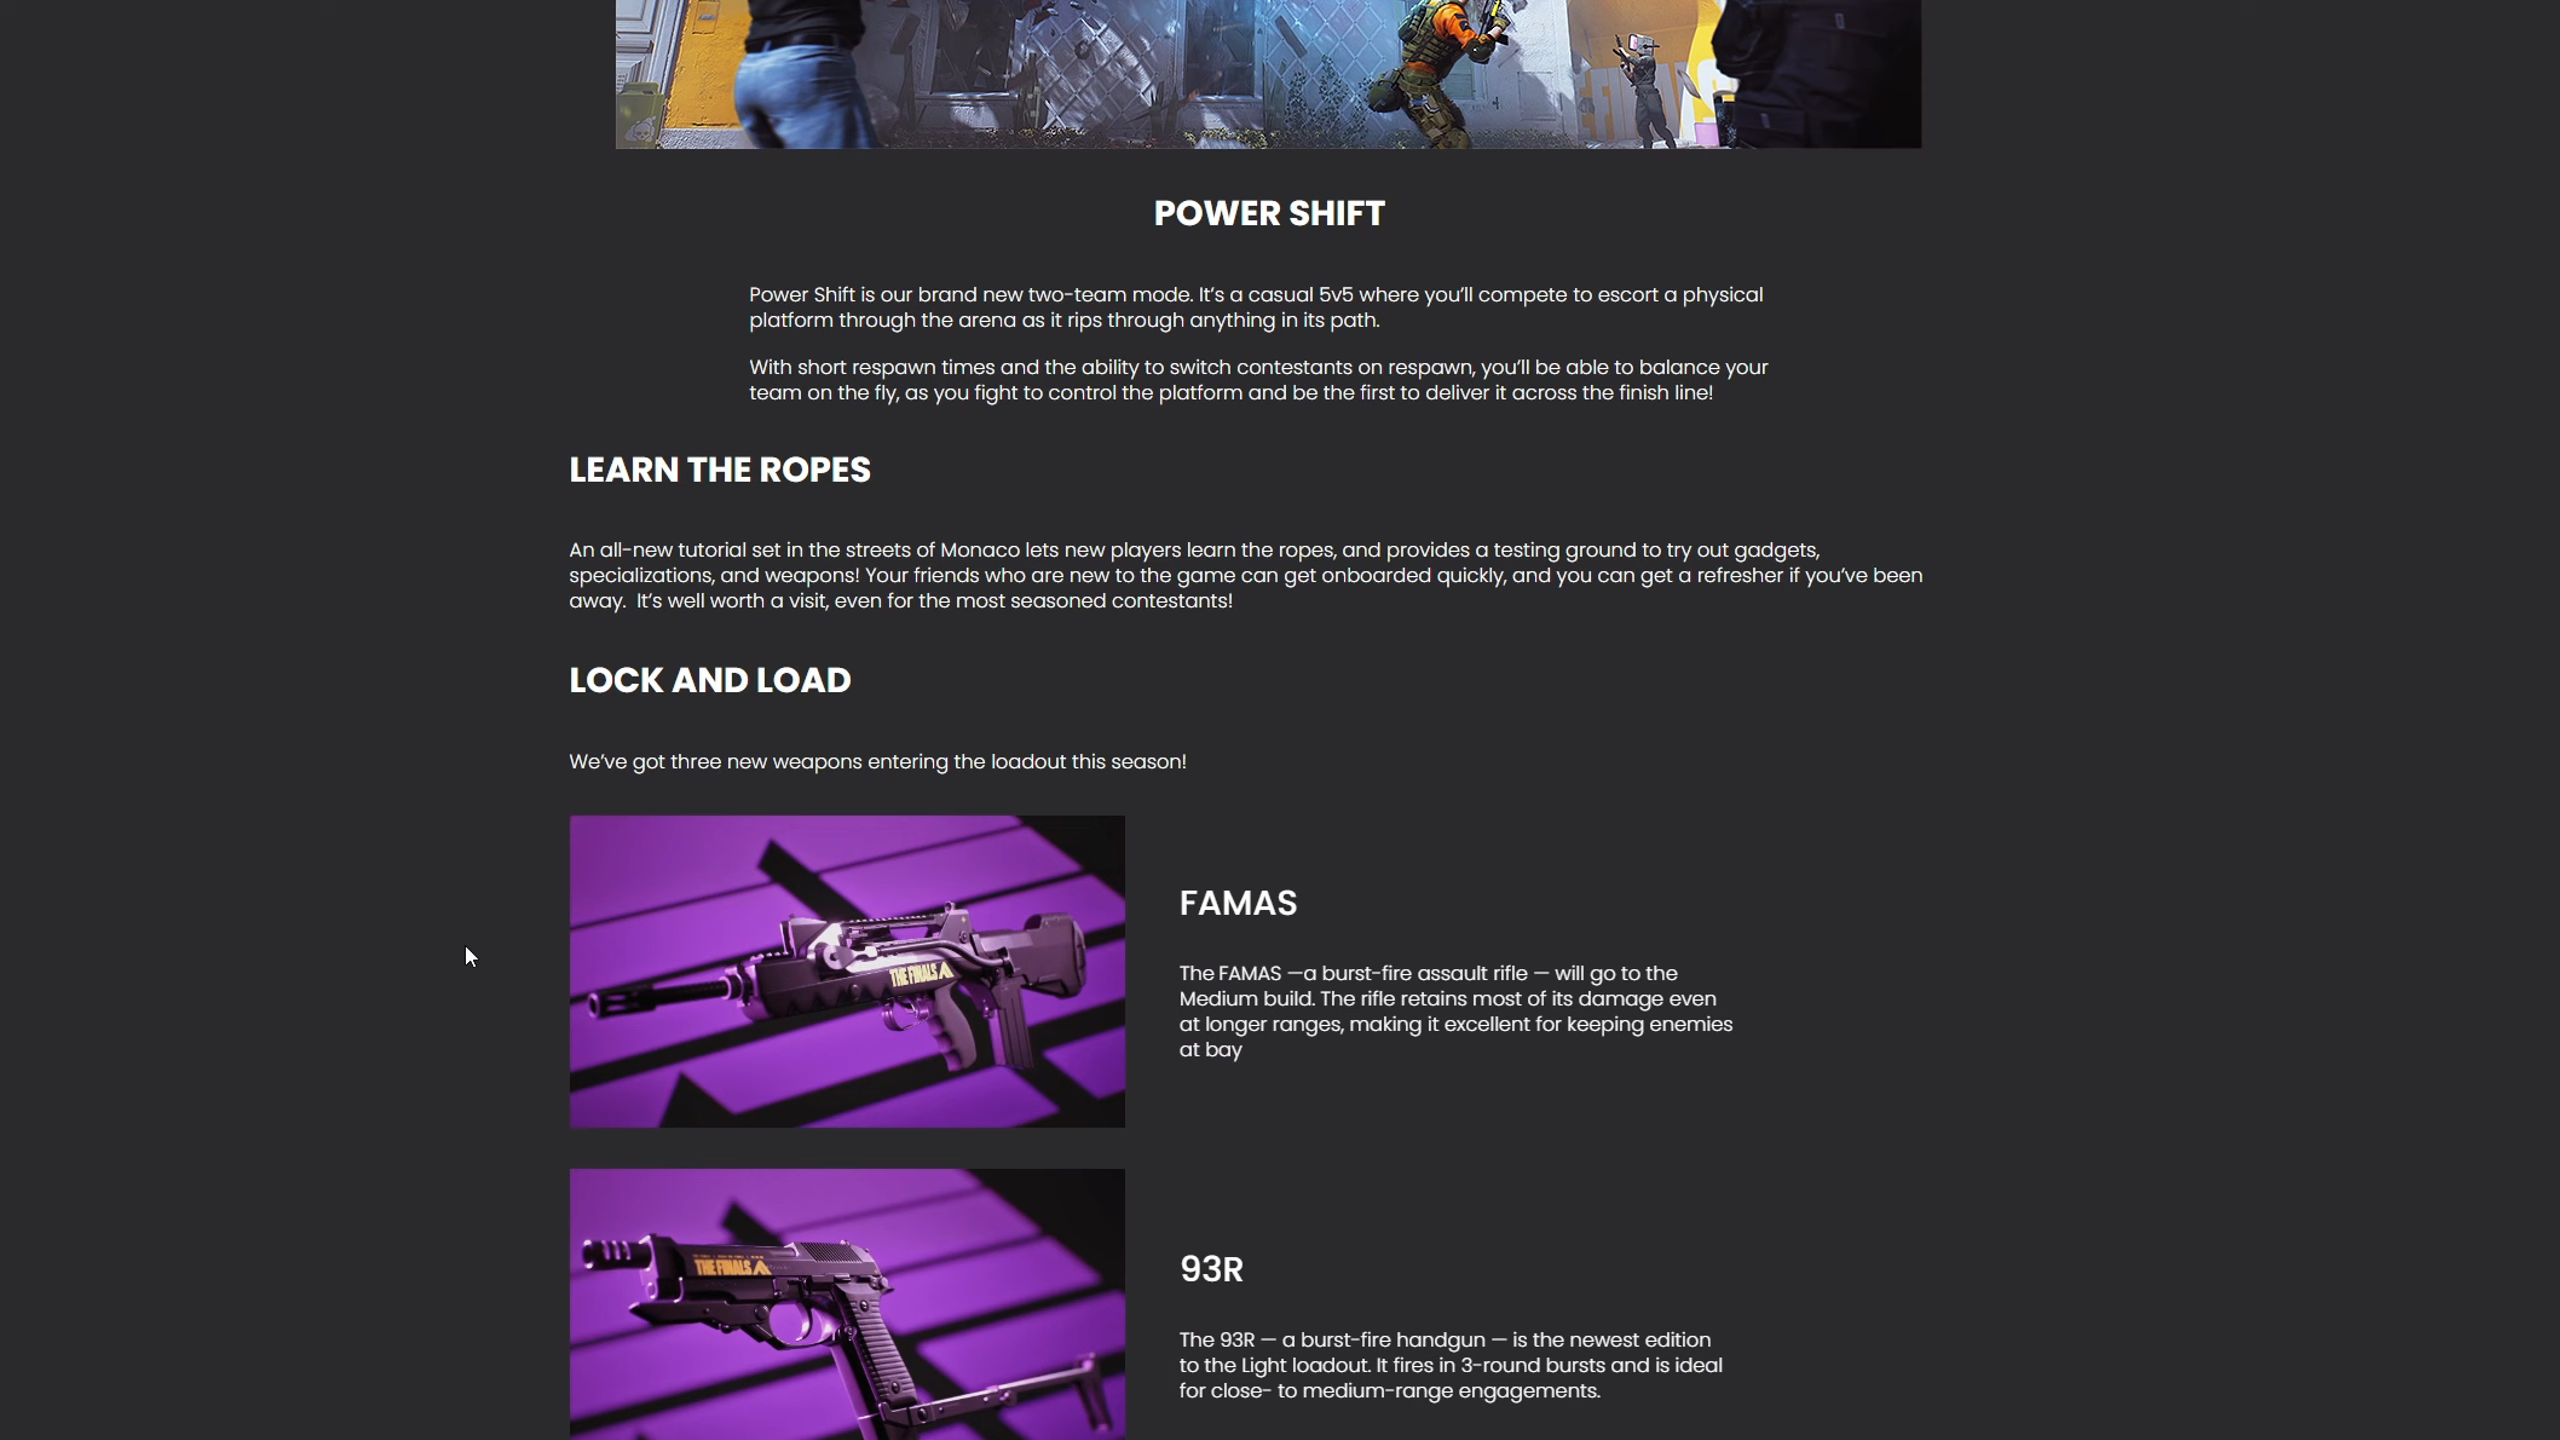 POWER SHIFT
Power Shift is our brand new two-team mode. It’s a casual 5v5 where you’ll compete to escort a physical
platform through the arena as it rips through anything in its path.
With short respawn times and the ability to switch contestants on respawn, you’ll be able to balance your
team on the fly, as you fight to control the platform and be the first to deliver it across the finish line!
LEARN THE ROPES
An all-new tutorial set in the streets of Monaco lets new players learn the ropes, and provides a testing ground to try out gadgets,
specializations, and weapons! Your friends who are new to the game can get onboarded quickly, and you can get a refresher if you’ve been
away.  It’s well worth a visit, even for the most seasoned contestants!
LOCK AND LOAD
We’ve got three new weapons entering the loadout this season!
THE FINALS
FAMAS
The FAMAS —a burst-fire assault rifle — will go to the
Medium build. The rifle retains most of its damage even
at longer ranges, making it excellent for keeping enemies
at bay
THE FINALS
93R
The 93R — a burst-fire handgun — is the newest edition
to the Light loadout. It fires in 3-round bursts and is ideal
for close- to medium-range engagements.